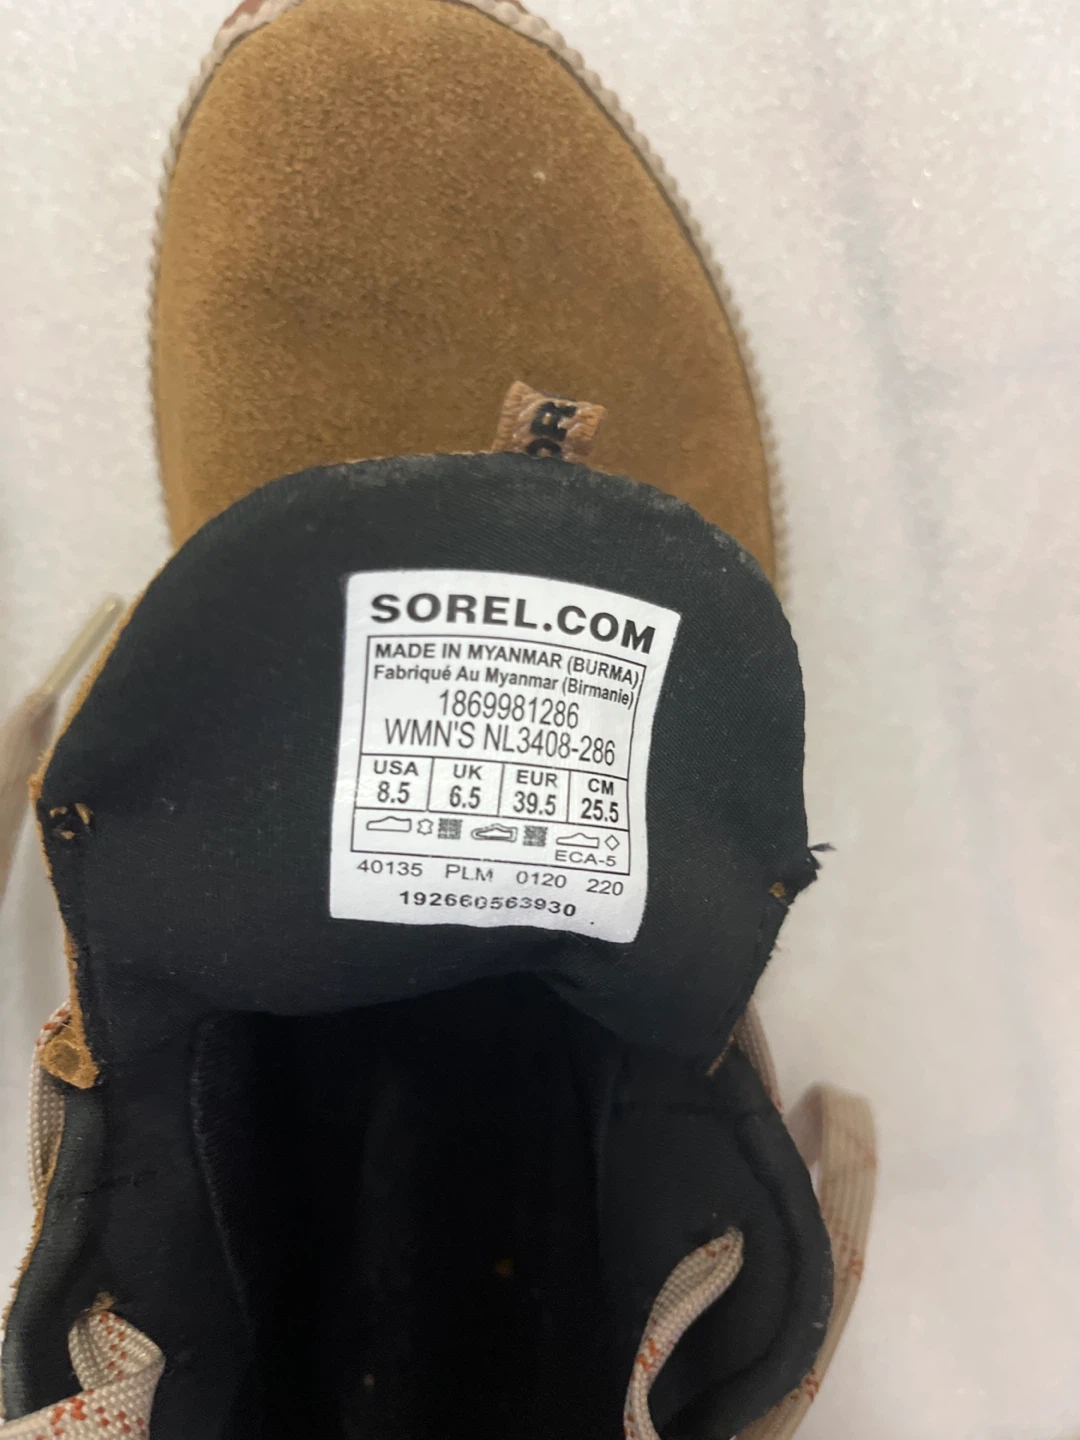 OR
SOREL.COM
MADE IN MYANMAR (BURMA)
Fabriqué Au Myanmar (Birmanie)
1869981286
WMN'S NL3408-286
USA UK EUR CM
8.5 6.5 39.5 25.5
ECA-5
40135 PLM 0120 220
192660563930